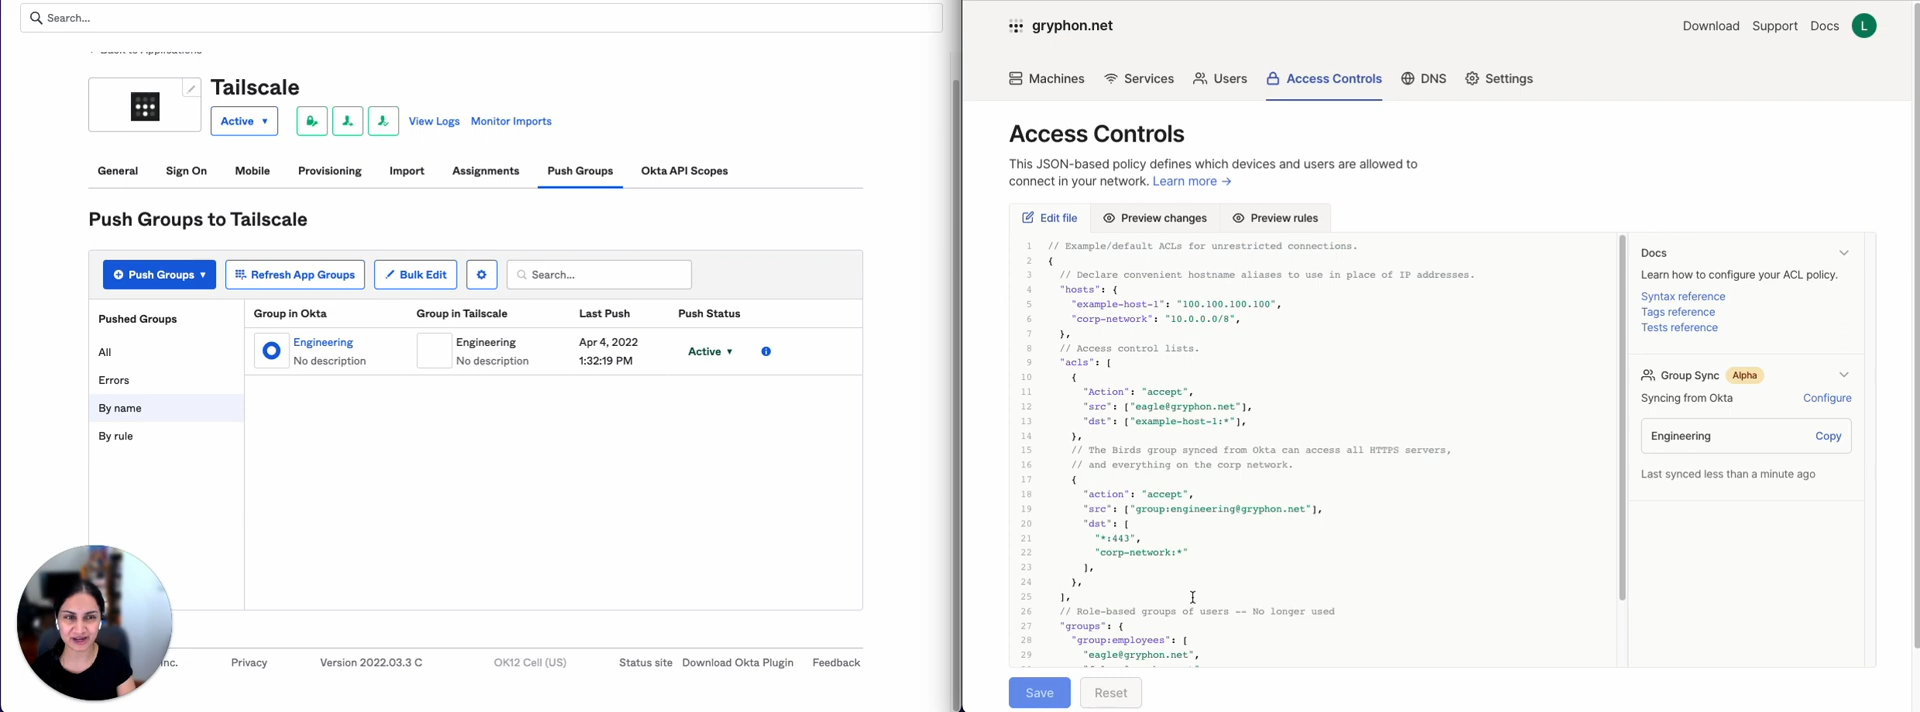 Search...
Back to Applications
Tailscale
Active ▾
View Logs
Monitor Imports
General
Sign On
Mobile
Provisioning
Import
Assignments
Push Groups
Okta API Scopes
Push Groups to Tailscale
Push Groups ▾
Refresh App Groups
Bulk Edit
Search...
Pushed Groups
All
Errors
By name
By rule
Group in Okta
Group in Tailscale
Last Push
Push Status
Engineering
No description
Engineering
No description
Apr 4, 2022
1:32:19 PM
Active ▾
inc.
Privacy
Version 2022.03.3 C
OK12 Cell (US)
Status site
Download Okta Plugin
Feedback
gryphon.net
Download
Support
Docs
L
Machines
Services
Users
Access Controls
DNS
Settings
Access Controls
This JSON-based policy defines which devices and users are allowed to
connect in your network. Learn more →
Edit file
Preview changes
Preview rules
1 // Example/default ACLs for unrestricted connections.
2 {
3 // Declare convenient hostname aliases to use in place of IP addresses.
4 "hosts": {
5 "example-host-1": "100.100.100.100",
6 "corp-network": "10.0.0.0/8",
7 },
8 // Access control lists.
9 "acls": [
10 {
11 "Action": "accept",
12 "src": ["eagle@gryphon.net"],
13 "dst": ["example-host-1:*"],
14 },
15 // The Birds group synced from Okta can access all HTTPS servers,
16 // and everything on the corp network.
17 {
18 "action": "accept",
19 "src": ["group:engineering@gryphon.net"],
20 "dst": [
21 "*:443",
22 "corp-network:*"
23 ],
24 },
25 ],
26 // Role-based groups of users -- No longer used
27 "groups": {
28 "group:employees": [
29 "eagle@gryphon.net",
Docs
Learn how to configure your ACL policy.
Syntax reference
Tags reference
Tests reference
Group Sync Alpha
Syncing from Okta
Configure
Engineering
Copy
Last synced less than a minute ago
Save
Reset